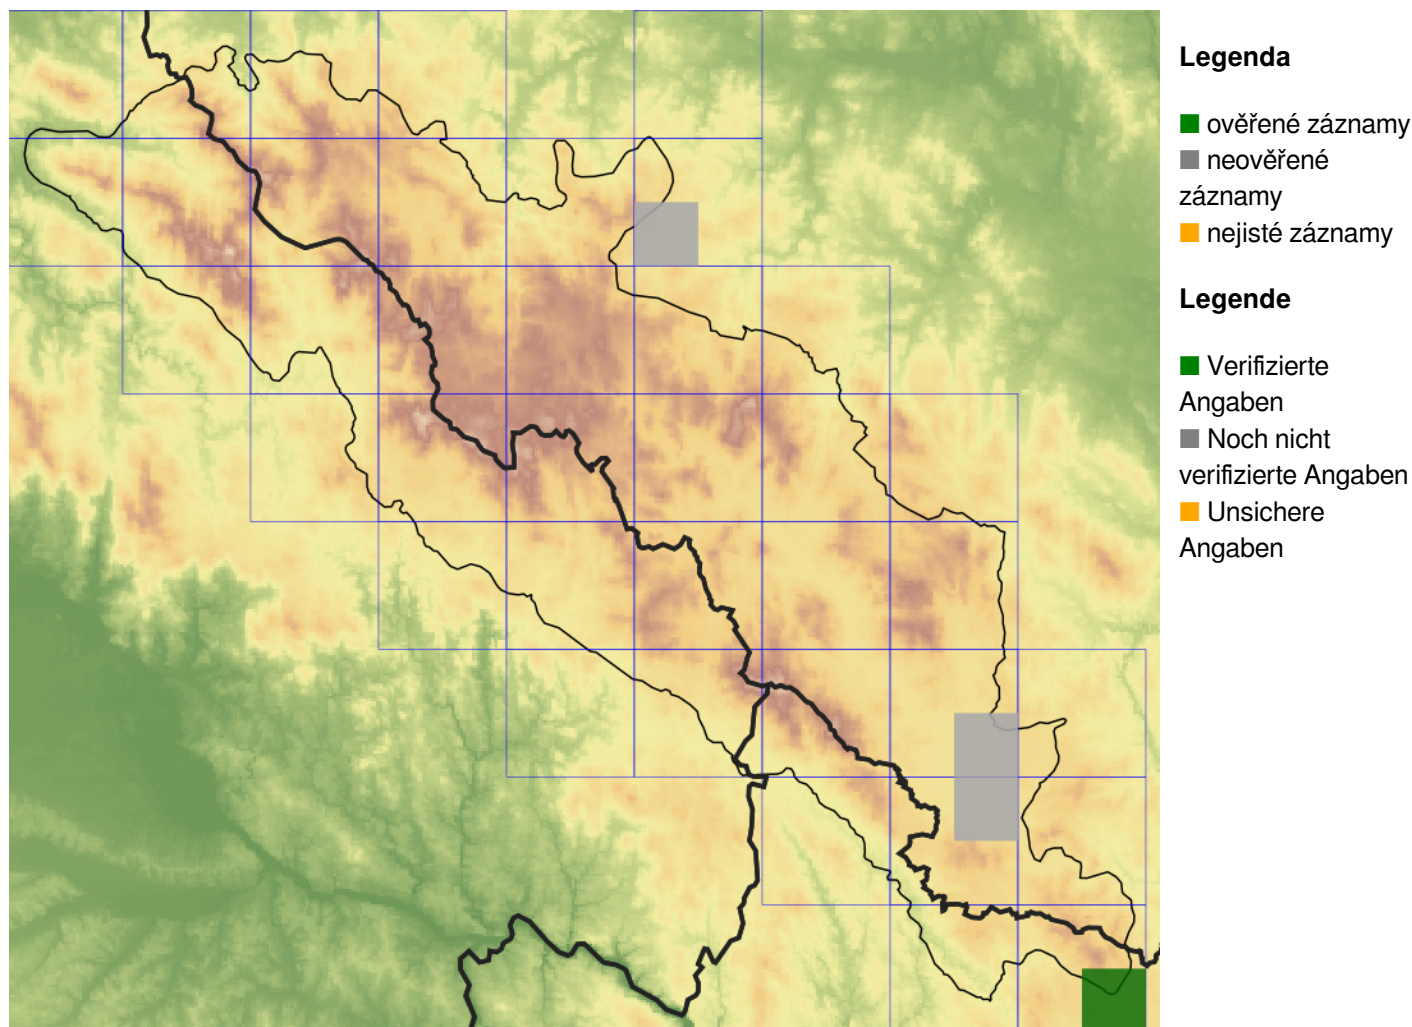 Legenda
ověřené záznamy
neověřené
záznamy
nejisté záznamy
Legende
Verifizierte
Angaben
Noch nicht
verifizierte Angaben
Unsichere
Angaben